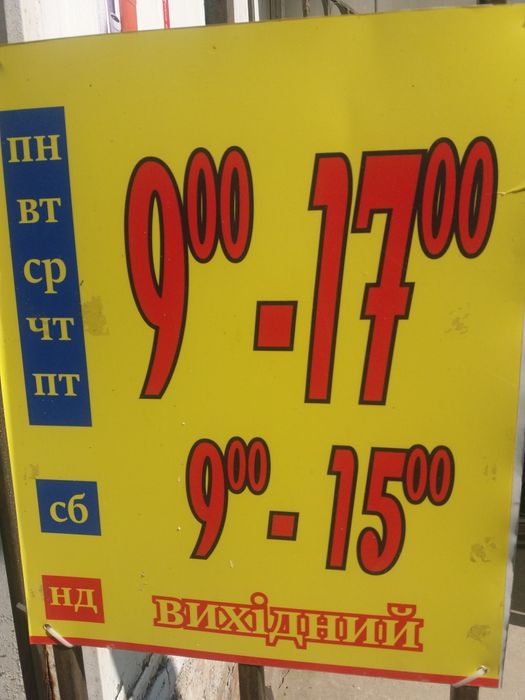 пн
вт
ср
чт
пт
9⁰⁰ - 17⁰⁰
сб 9⁰⁰ - 15⁰⁰
нд вихідний